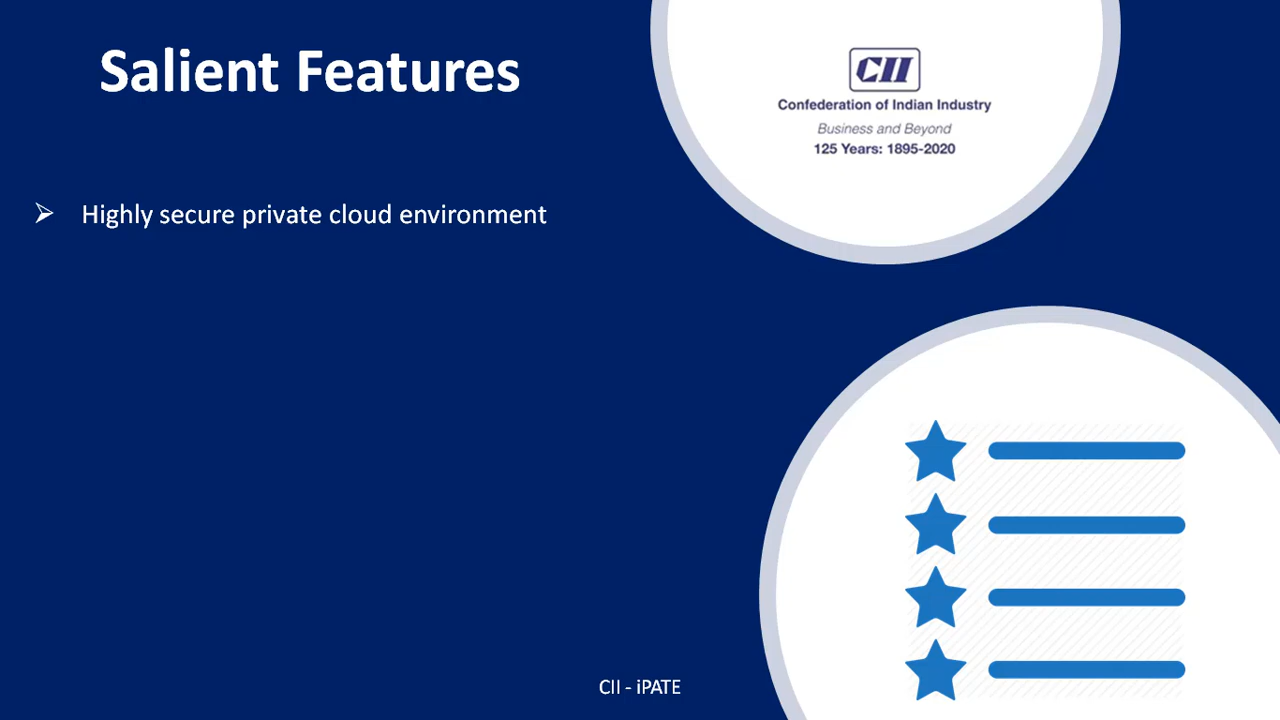 Salient Features
CII
Confederation of Indian Industry
Business and Beyond
125 Years: 1895-2020
Highly secure private cloud environment
CII - iPATE